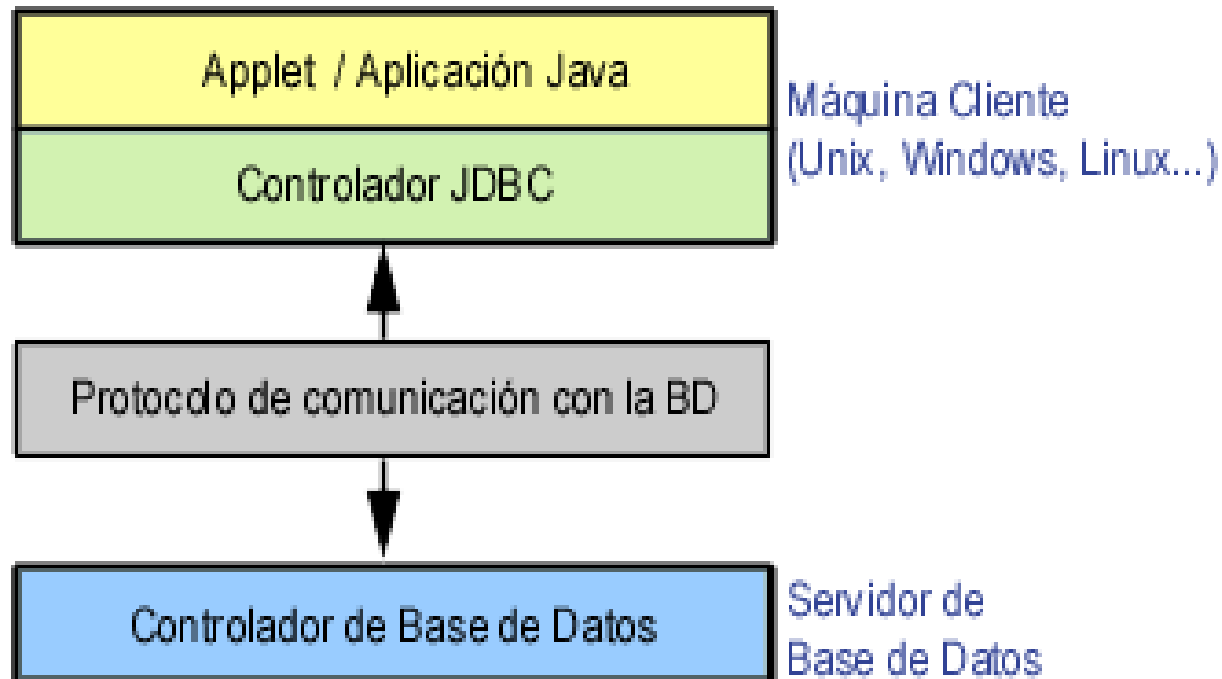 Applet / Aplicación Java
Controlador JDBC
Máquina Cliente
(Unix, Windows, Linux...)
Protocolo de comunicación con la BD
Controlador de Base de Datos
Servidor de
Base de Datos